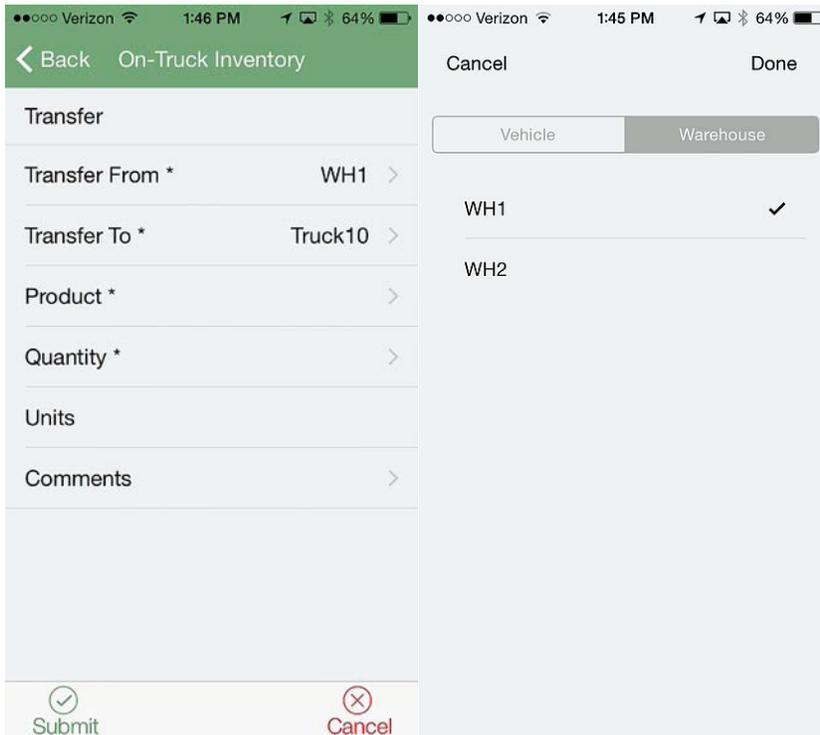 Verizon 1:46 PM 64%
Back On-Truck Inventory
Transfer
Transfer From * WH1
Transfer To * Truck10
Product *
Quantity *
Units
Comments
Submit Cancel
Verizon 1:45 PM 64%
Cancel Done
Vehicle Warehouse
WH1
WH2